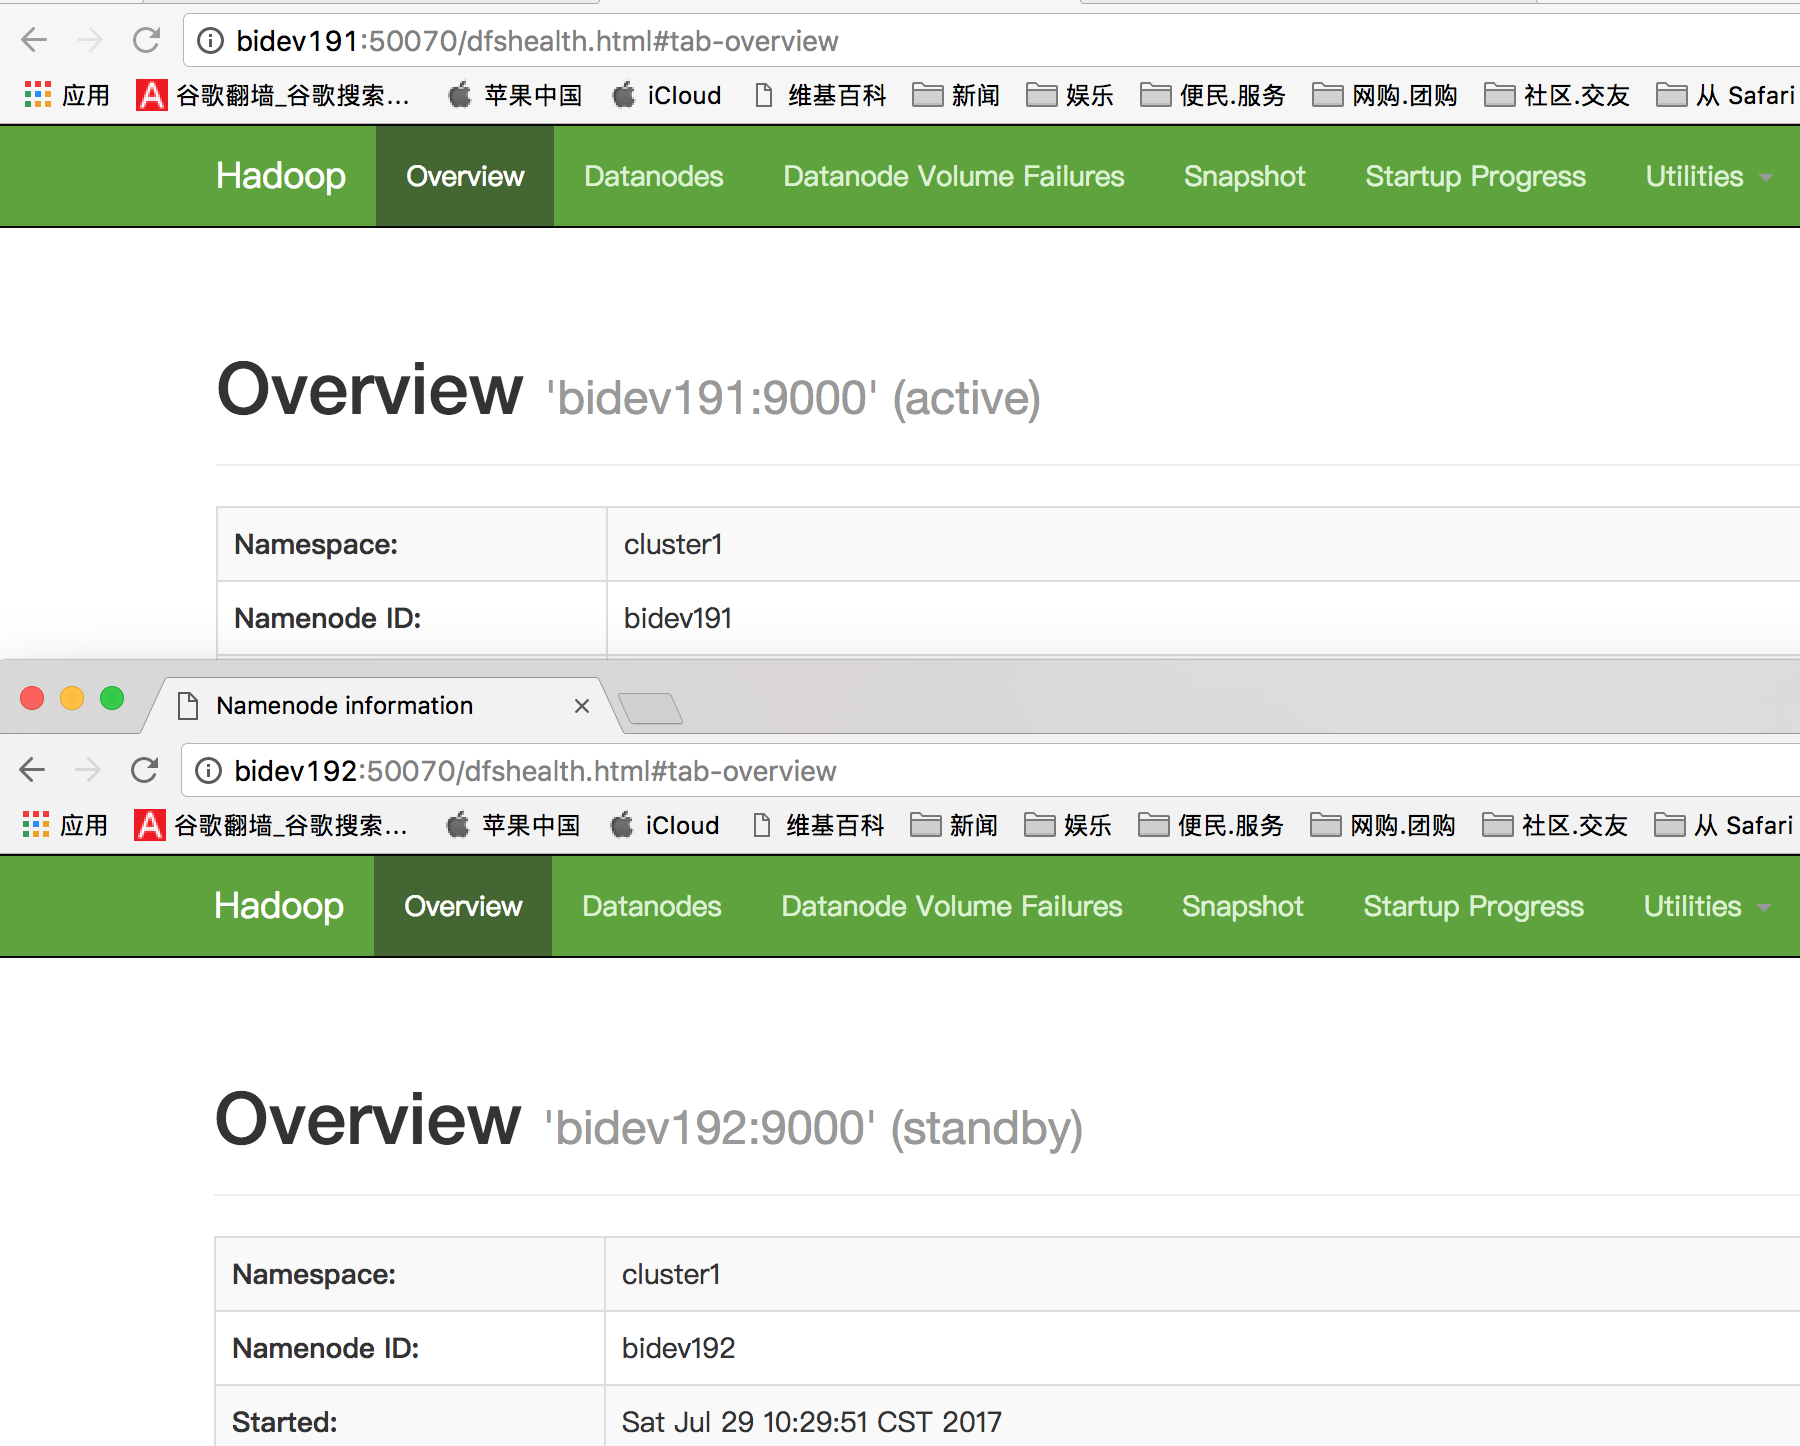 bidev191:50070/dfshealth.html#tab-overview
应用 谷歌翻墙_谷歌搜索... 苹果中国 iCloud 维基百科 新闻 娱乐 便民.服务 网购.团购 社区.交友 从 Safari
Hadoop Overview Datanodes Datanode Volume Failures Snapshot Startup Progress Utilities
Overview 'bidev191:9000' (active)
Namespace: cluster1
Namenode ID: bidev191
Namenode information
bidev192:50070/dfshealth.html#tab-overview
应用 谷歌翻墙_谷歌搜索... 苹果中国 iCloud 维基百科 新闻 娱乐 便民.服务 网购.团购 社区.交友 从 Safari
Hadoop Overview Datanodes Datanode Volume Failures Snapshot Startup Progress Utilities
Overview 'bidev192:9000' (standby)
Namespace: cluster1
Namenode ID: bidev192
Started: Sat Jul 29 10:29:51 CST 2017